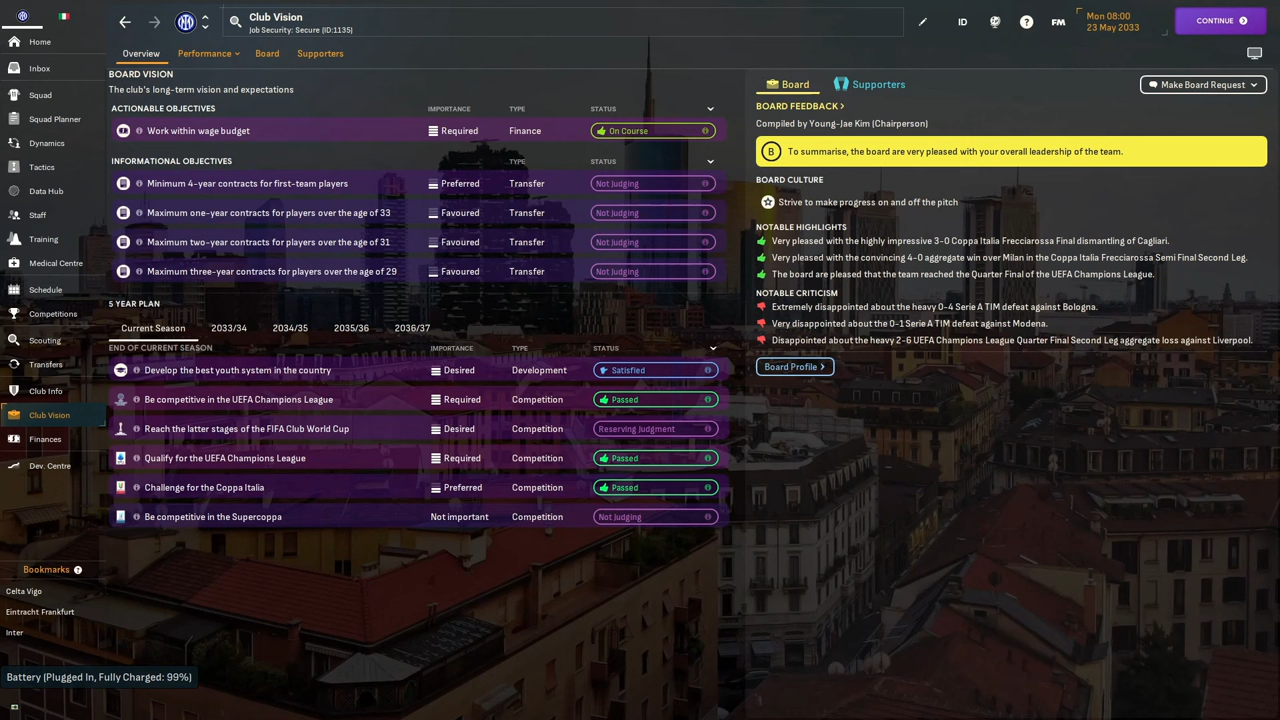 Club Vision
Job Security: Secure (ID:1135)
ID
?
FM
Mon 08:00
23 May 2033
CONTINUE
Home
Inbox
Squad
Squad Planner
Dynamics
Tactics
Data Hub
Staff
Training
Medical Centre
Schedule
Competitions
Scouting
Transfers
Club Info
Club Vision
Finances
Dev. Centre
Bookmarks ?
Celta Vigo
Eintracht Frankfurt
Inter
Battery (Plugged In, Fully Charged: 99%)
Overview Performance Board Supporters
BOARD VISION
The club's long-term vision and expectations
ACTIONABLE OBJECTIVES IMPORTANCE TYPE STATUS
Work within wage budget Required Finance On Course
INFORMATIONAL OBJECTIVES TYPE STATUS
Minimum 4-year contracts for first-team players Preferred Transfer Not Judging
Maximum one-year contracts for players over the age of 33 Favoured Transfer Not Judging
Maximum two-year contracts for players over the age of 31 Favoured Transfer Not Judging
Maximum three-year contracts for players over the age of 29 Favoured Transfer Not Judging
5 YEAR PLAN
Current Season 2033/34 2034/35 2035/36 2036/37
END OF CURRENT SEASON IMPORTANCE TYPE STATUS
Develop the best youth system in the country Desired Development Satisfied
Be competitive in the UEFA Champions League Required Competition Passed
Reach the latter stages of the FIFA Club World Cup Desired Competition Reserving Judgment
Qualify for the UEFA Champions League Required Competition Passed
Challenge for the Coppa Italia Preferred Competition Passed
Be competitive in the Supercoppa Not important Competition Not Judging
Board Supporters
Make Board Request
BOARD FEEDBACK >
Compiled by Young-Jae Kim (Chairperson)
B To summarise, the board are very pleased with your overall leadership of the team.
BOARD CULTURE
Strive to make progress on and off the pitch
NOTABLE HIGHLIGHTS
Very pleased with the highly impressive 3-0 Coppa Italia Frecciarossa Final dismantling of Cagliari.
Very pleased with the convincing 4-0 aggregate win over Milan in the Coppa Italia Frecciarossa Semi Final Second Leg.
The board are pleased that the team reached the Quarter Final of the UEFA Champions League.
NOTABLE CRITICISM
Extremely disappointed about the heavy 0-4 Serie A TIM defeat against Bologna.
Very disappointed about the 0-1 Serie A TIM defeat against Modena.
Disappointed about the heavy 2-6 UEFA Champions League Quarter Final Second Leg aggregate loss against Liverpool.
Board Profile >